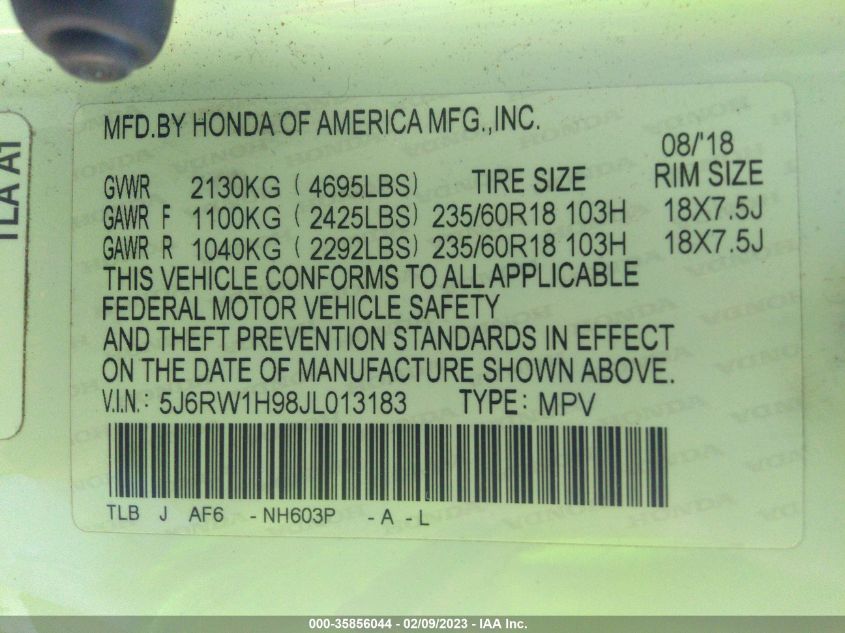 TLA A1
MFD.BY HONDA OF AMERICA MFG.,INC.
08/'18
GVWR 2130KG ( 4695LBS) TIRE SIZE RIM SIZE
GAWR F 1100KG ( 2425LBS) 235/60R18 103H 18X7.5J
GAWR R 1040KG ( 2292LBS) 235/60R18 103H 18X7.5J
THIS VEHICLE CONFORMS TO ALL APPLICABLE
FEDERAL MOTOR VEHICLE SAFETY
AND THEFT PREVENTION STANDARDS IN EFFECT
ON THE DATE OF MANUFACTURE SHOWN ABOVE.
V.I.N.: 5J6RW1H98JL013183 TYPE: MPV
TLB J AF6 - NH603P - A - L
000-35856044 - 02/09/2023 - IAA Inc.